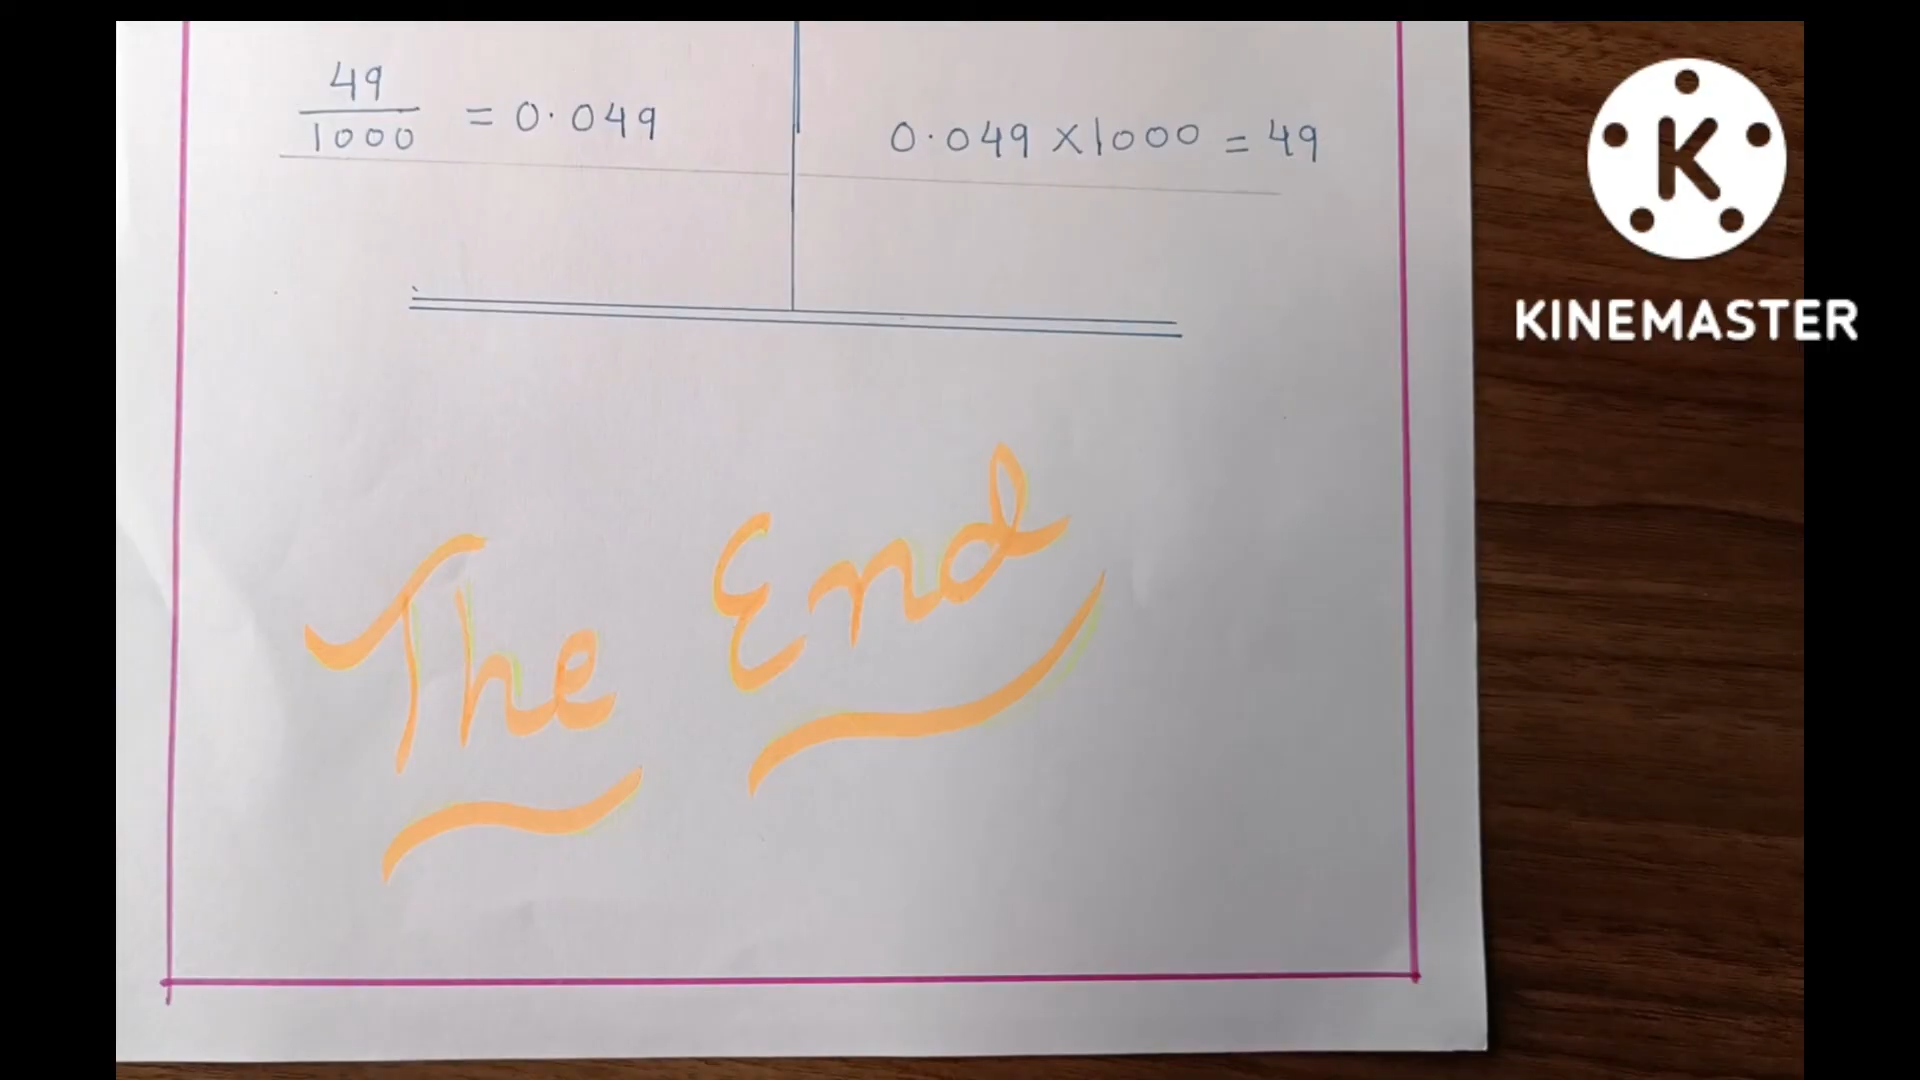 49
1000 = 0.049
0.049 x 1000 = 49
The End
K
KINEMASTER